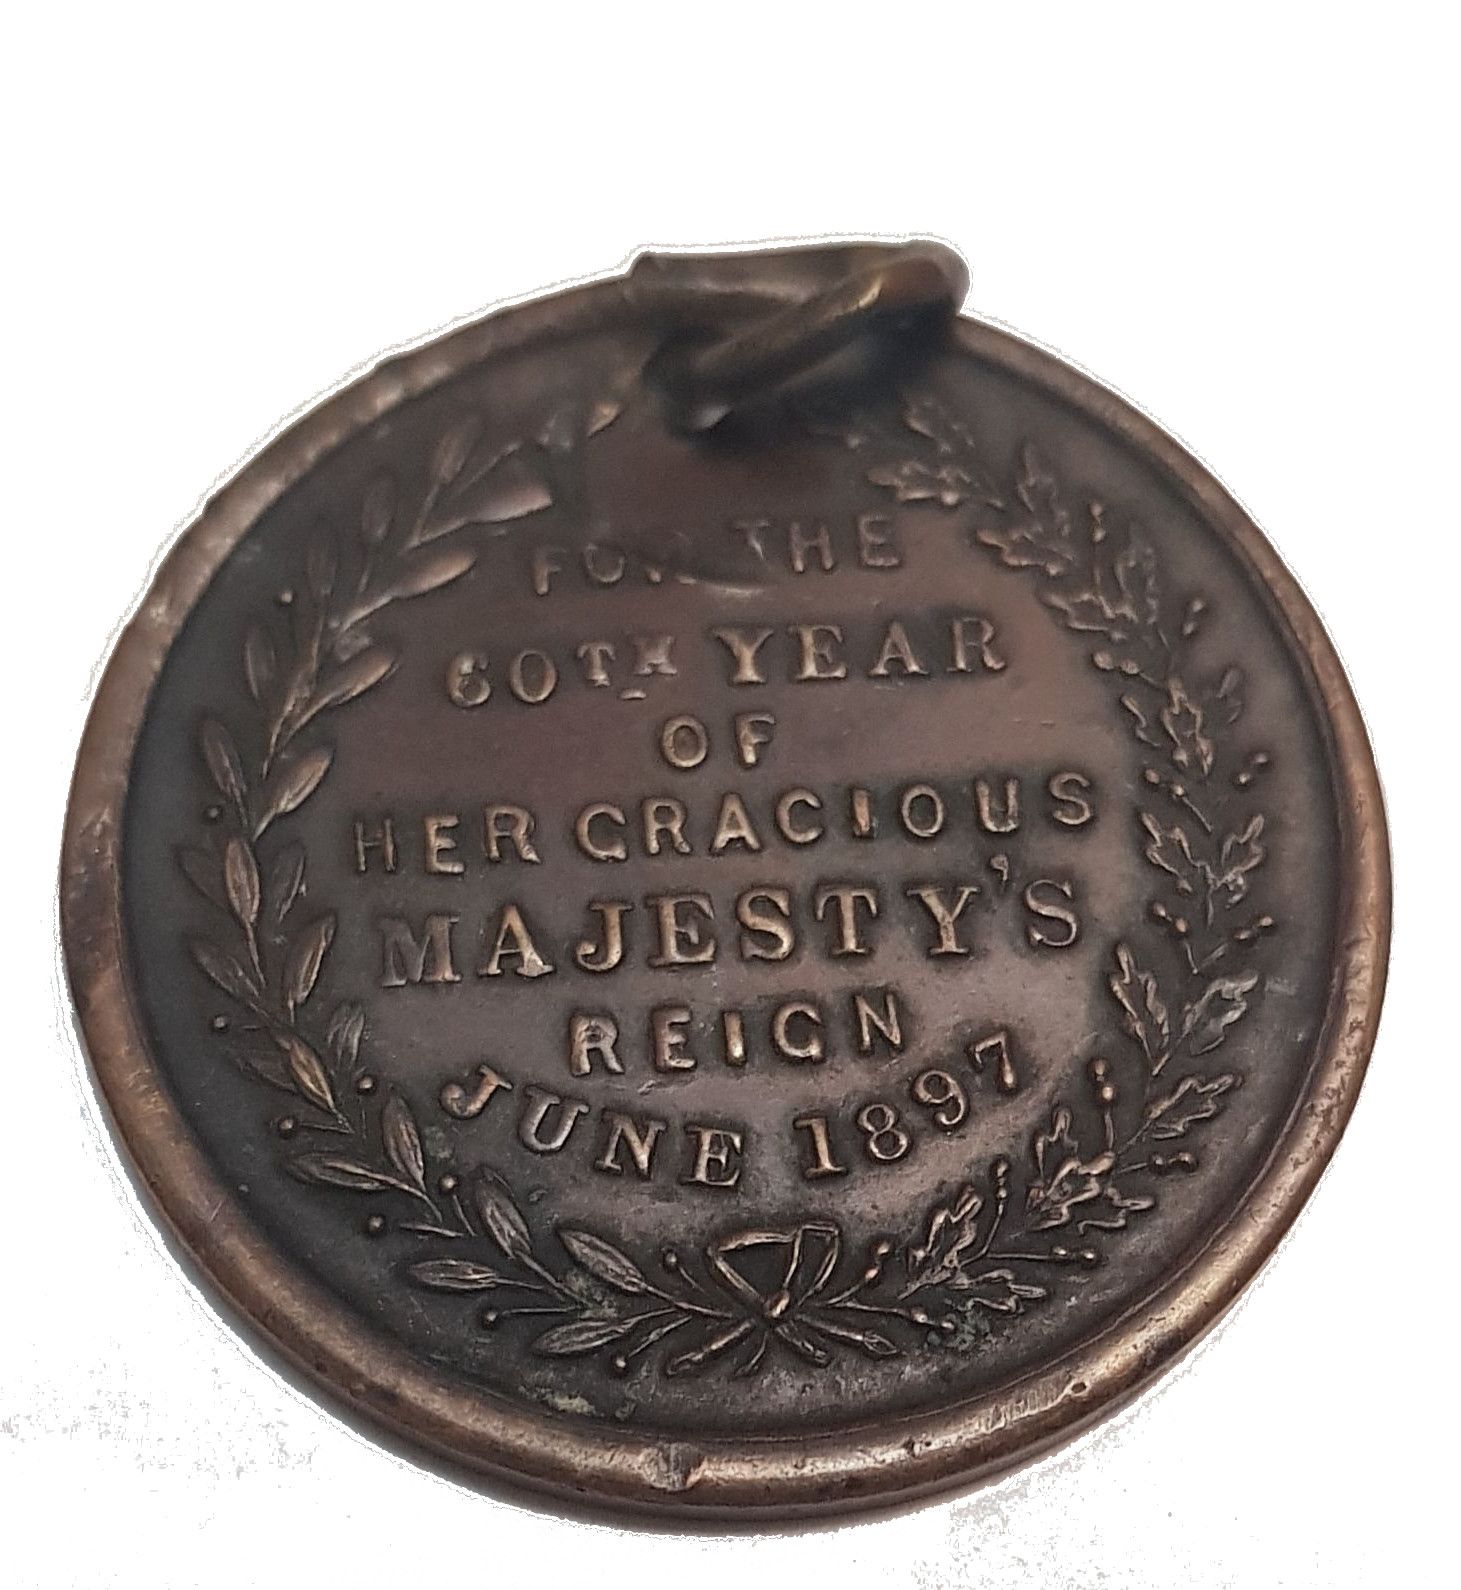 FOR THE
60TH YEAR
OF
HER GRACIOUS
MAJESTY'S
REIGN
JUNE 1897